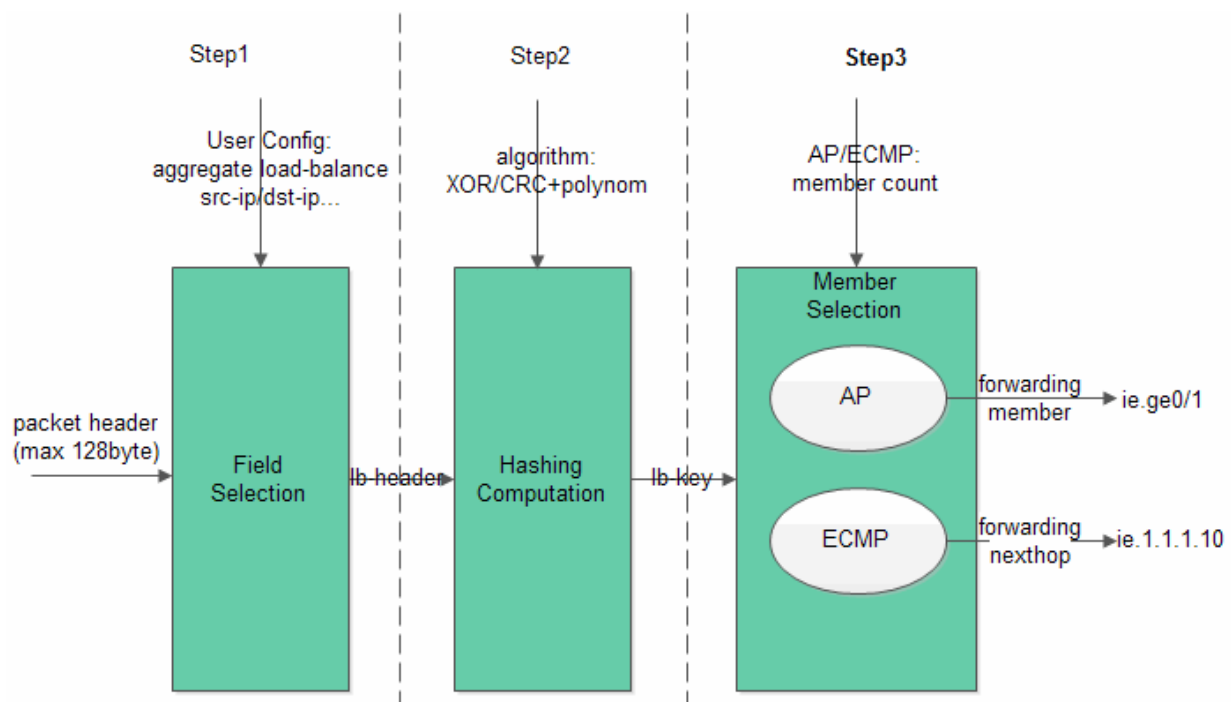 Step1
Step2
Step3
User Config:
aggregate load-balance
src-ip/dst-ip...
algorithm:
XOR/CRC+polynom
AP/ECMP:
member count
packet header
(max 128byte)
Field
Selection
lb-header
Hashing
Computation
lb-key
Member
Selection
AP
forwarding
member
ie.ge0/1
ECMP
forwarding
nexthop
ie.1.1.1.10